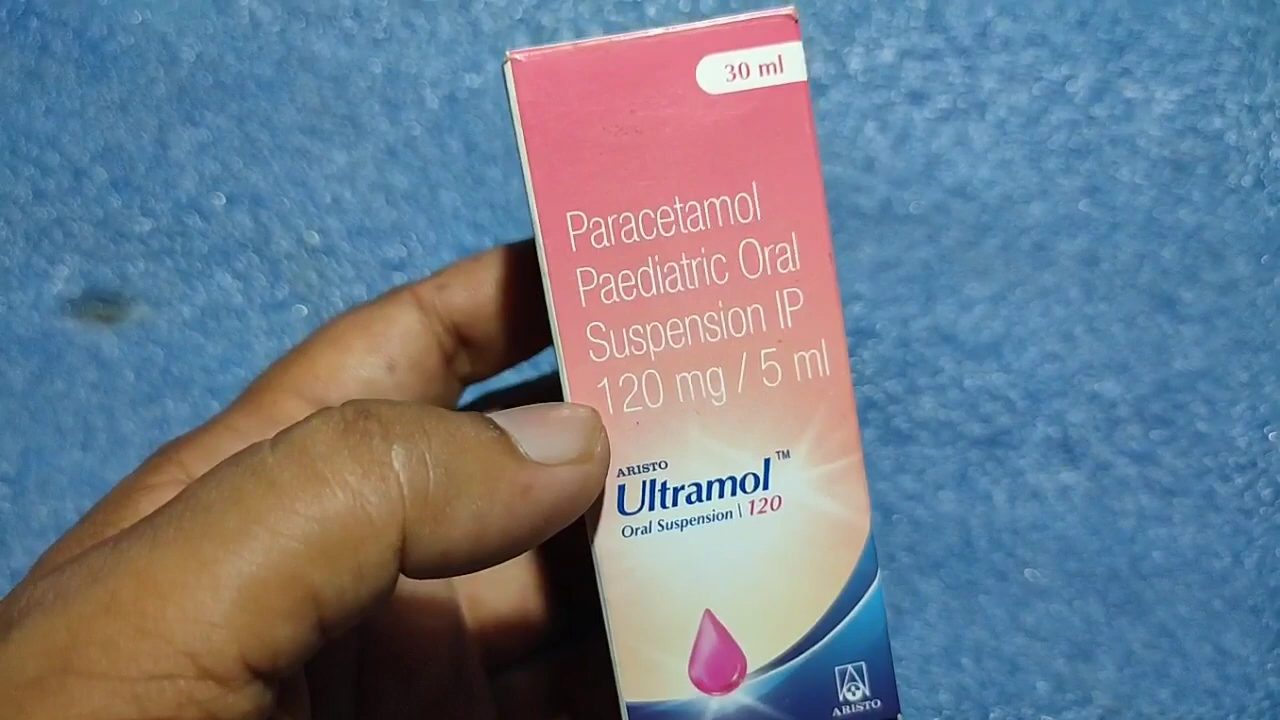 30 ml
Paracetamol
Paediatric Oral
Suspension IP
120 mg / 5 ml
ARISTO
Ultramol™
Oral Suspension | 120
ARISTO